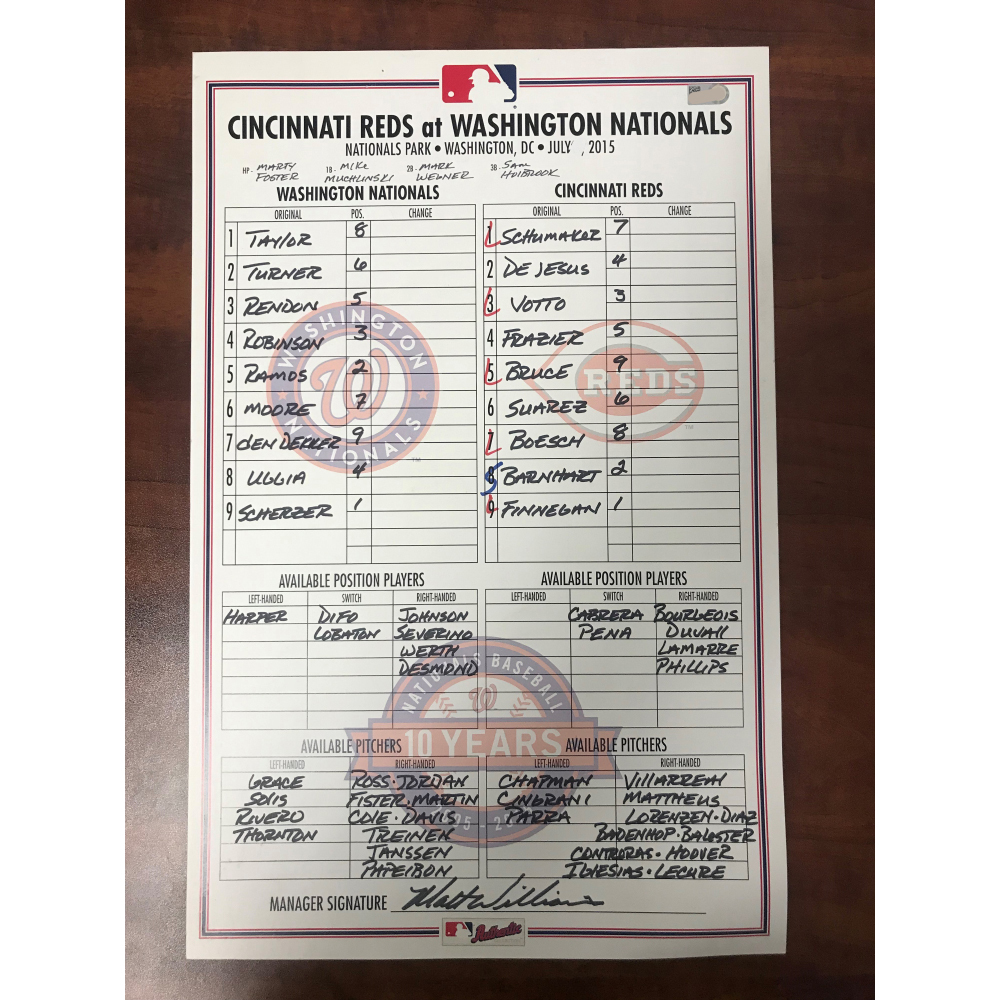 CINCINNATI REDS at WASHINGTON NATIONALS
NATIONALS PARK • WASHINGTON, DC • JULY , 2015
HP. MARTY FOSTER 1B. MIKE MUCHLINSKI 2B. MARK WEGNER 3B. SAM HOLBROOK
WASHINGTON NATIONALS
ORIGINAL POS. CHANGE
1 TAYLOR 8
2 TURNER 6
3 RENDON 5
4 ROBINSON 3
5 RAMOS 2
6 MOORE 7
7 dEN DEKKER 9
8 UGGLA 4
9 SCHERZER 1
CINCINNATI REDS
ORIGINAL POS. CHANGE
1 SCHUMAKER 7
2 DE JESUS 4
3 VOTTO 3
4 FRAZIER 5
5 BRUCE 9
6 SUAREZ 6
7 BOESCH 8
8 BARNHART 2
9 FINNEGAN 1
WASHINGTON NATIONALS
W
REDS
AVAILABLE POSITION PLAYERS
LEFT-HANDED SWITCH RIGHT-HANDED
HARPER DIFO JOHNSON
LOBATON SEVERINO
WERTH
DESMOND
AVAILABLE POSITION PLAYERS
LEFT-HANDED SWITCH RIGHT-HANDED
CABRERA BOURGEOIS
PENA DUVALL
LAMARRE
PHILLIPS
NATIONALS BASEBALL
W
10 YEARS
AVAILABLE PITCHERS
LEFT-HANDED RIGHT-HANDED
GRACE ROSS · JORDAN
SOLIS FISTER · MARTIN
RIVERO COLE · DAVIS
THORNTON TREINEN
JANSSEN
PAPELBON
AVAILABLE PITCHERS
LEFT-HANDED RIGHT-HANDED
CHAPMAN VILLARREAL
CINGRANI MATTHEUS
PARRA LORENZEN · DIAZ
BADENHOP · BALESTER
CONTRERAS · HOOVER
IGLESIAS · LECURE
MANAGER SIGNATURE Matt Williams
Authentic